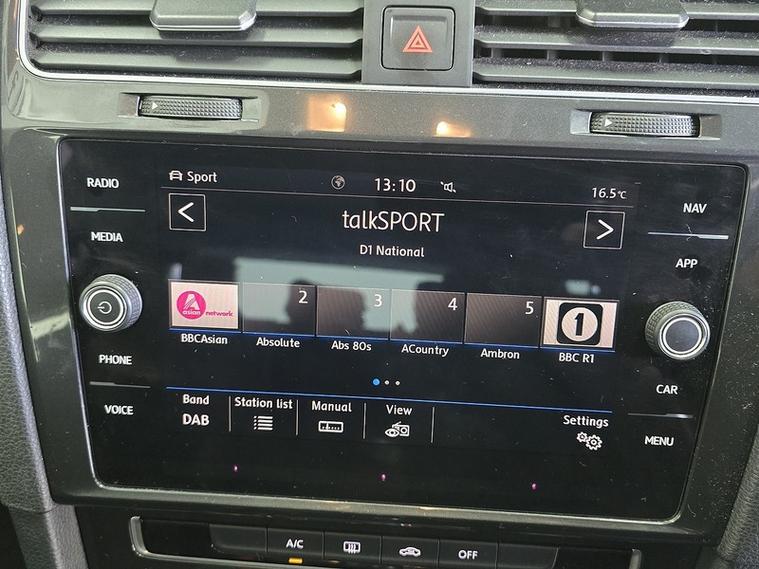 Sport
13:10
16.5°C
RADIO
MEDIA
PHONE
VOICE
talkSPORT
D1 National
asian network
2
3
4
5
1
BBCAsian
Absolute
Abs 80s
ACountry
Ambron
BBC R1
Band
DAB
Station list
Manual
View
Settings
NAV
APP
CAR
MENU
A/C
OFF